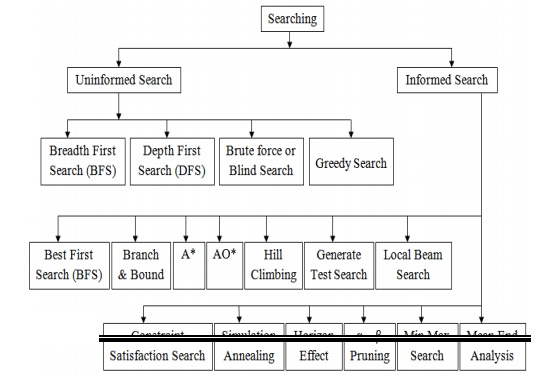 Searching
Uninformed Search
Informed Search
Breadth First
Search (BFS)
Depth First
Search (DFS)
Brute force or
Blind Search
Greedy Search
Best First
Search (BFS)
Branch
& Bound
A*
AO*
Hill
Climbing
Generate
Test Search
Local Beam
Search
Constraint
Satisfaction Search
Simulation
Annealing
Horizon
Effect
Pruning
Min Max
Search
Mean End
Analysis